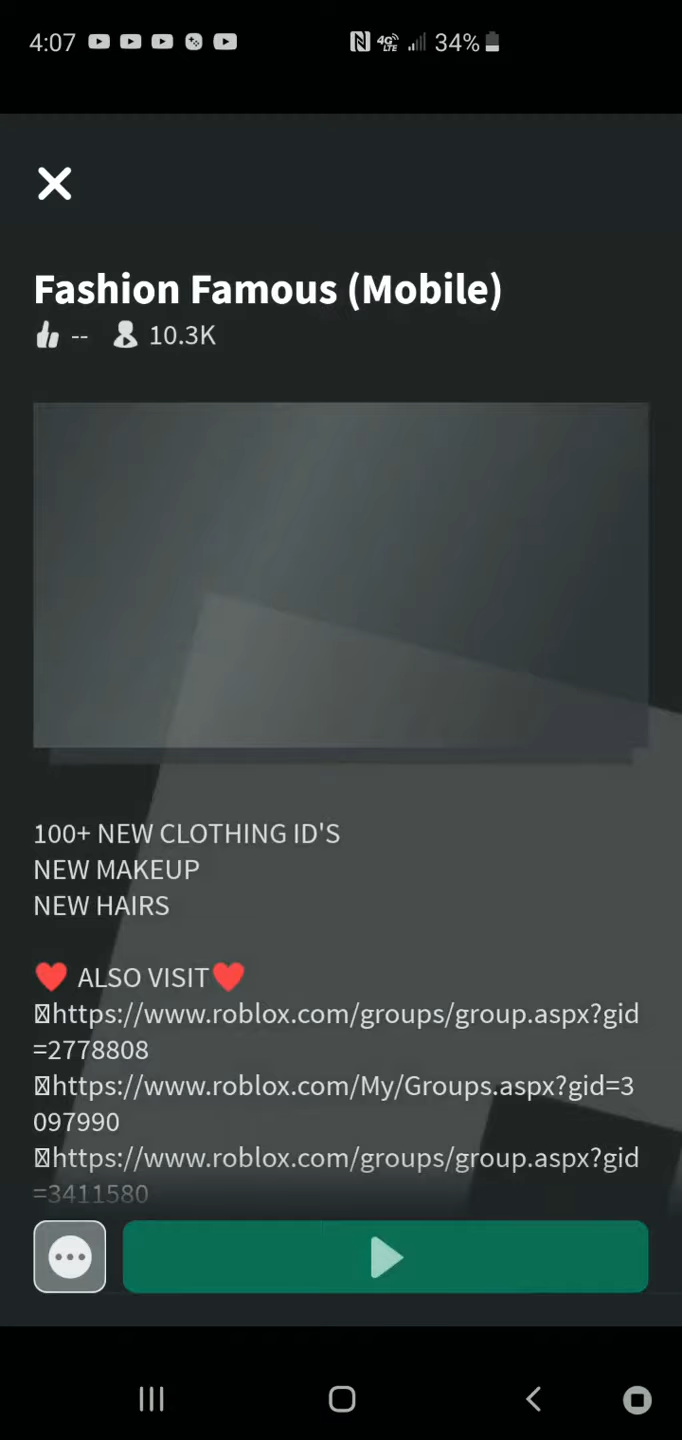 4:07
4G LTE 34%
Fashion Famous (Mobile)
-- 10.3K
100+ NEW CLOTHING ID'S
NEW MAKEUP
NEW HAIRS
❤️ ALSO VISIT❤️
https://www.roblox.com/groups/group.aspx?gid
=2778808
https://www.roblox.com/My/Groups.aspx?gid=3
097990
https://www.roblox.com/groups/group.aspx?gid
=3411580